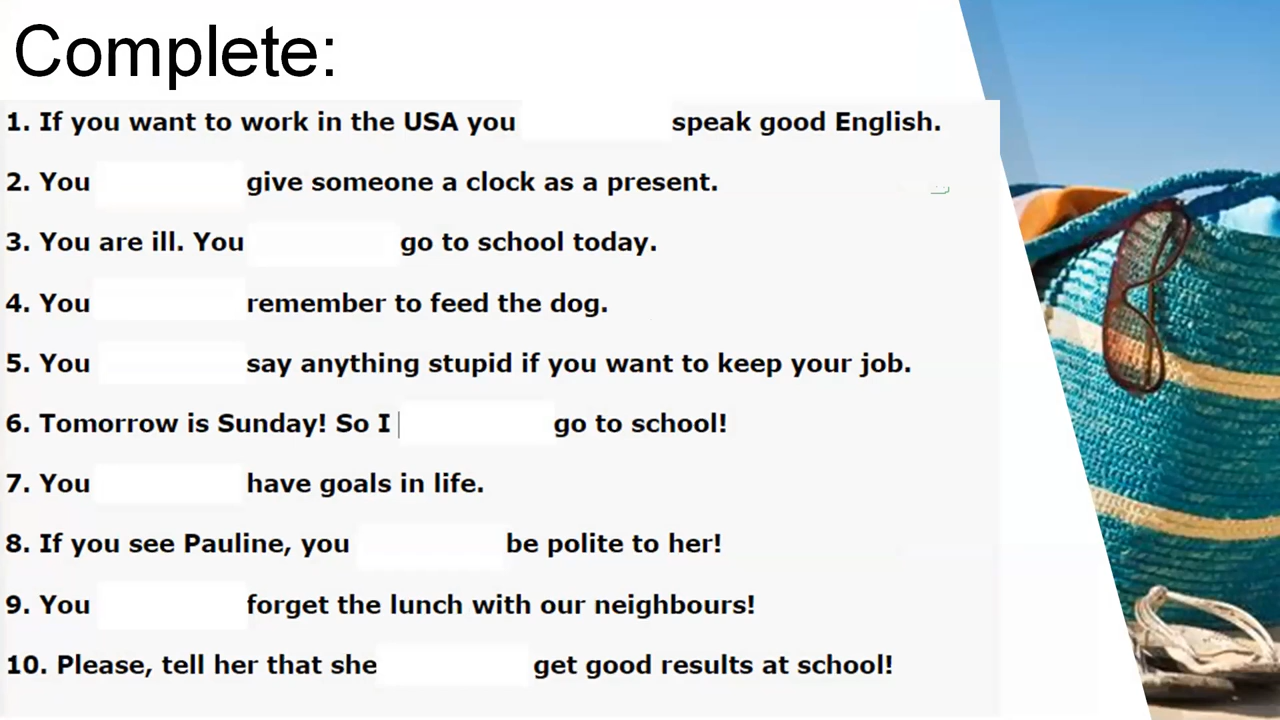 Complete:
1. If you want to work in the USA you speak good English.
2. You give someone a clock as a present.
3. You are ill. You go to school today.
4. You remember to feed the dog.
5. You say anything stupid if you want to keep your job.
6. Tomorrow is Sunday! So I go to school!
7. You have goals in life.
8. If you see Pauline, you be polite to her!
9. You forget the lunch with our neighbours!
10. Please, tell her that she get good results at school!